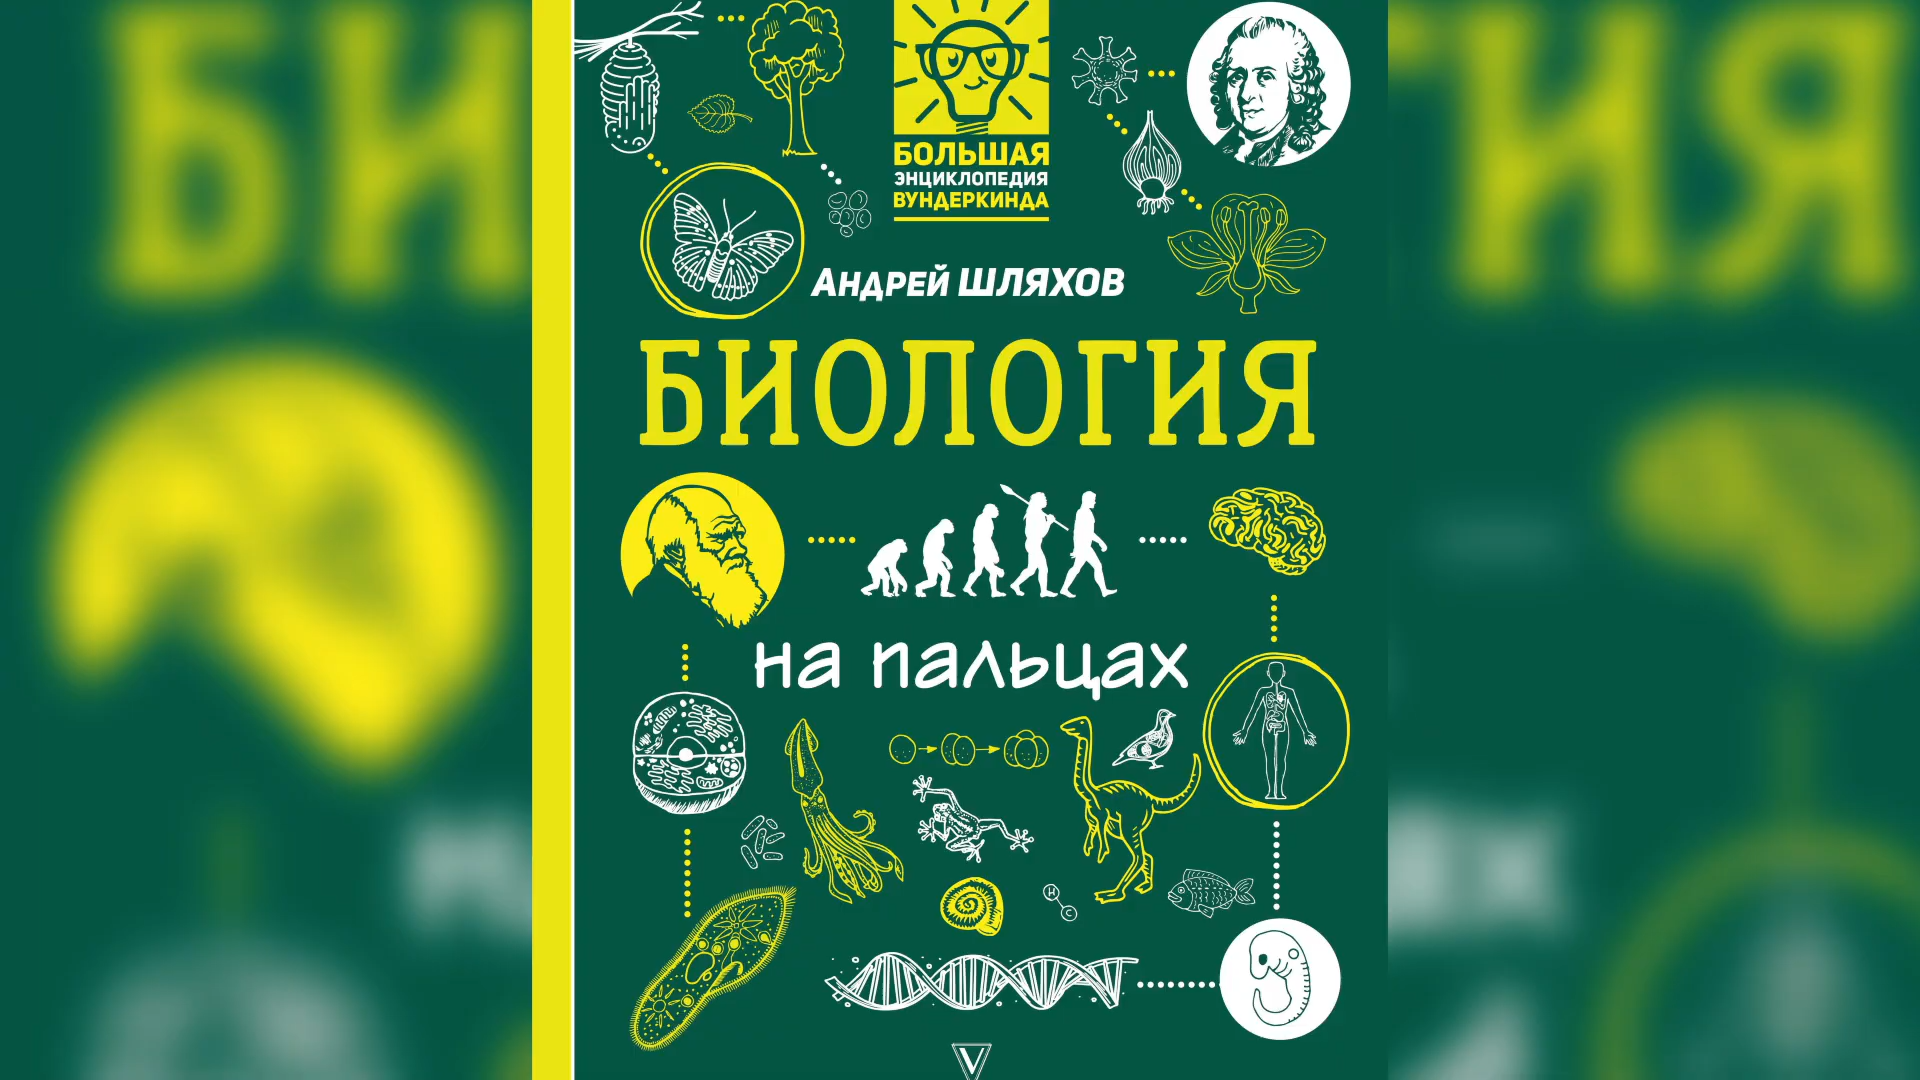 БОЛЬШАЯ
ЭНЦИКЛОПЕДИЯ
ВУНДЕРКИНДА
АНДРЕЙ ШЛЯХОВ
БИОЛОГИЯ
на пальцах
H
C
V